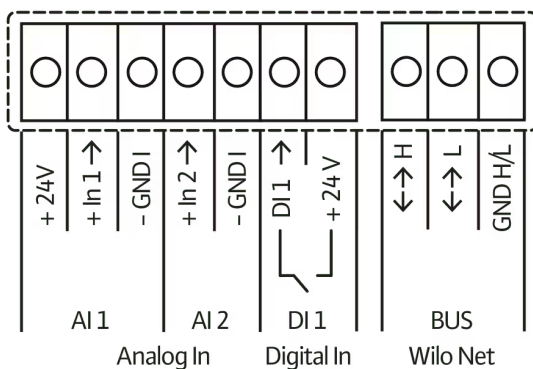 + 24V
+ In 1 →
- GND I
+ In 2 →
- GND I
DI 1 →
+ 24 V
↔ H
↔ L
GND H/L
AI 1
AI 2
DI 1
BUS
Analog In
Digital In
Wilo Net